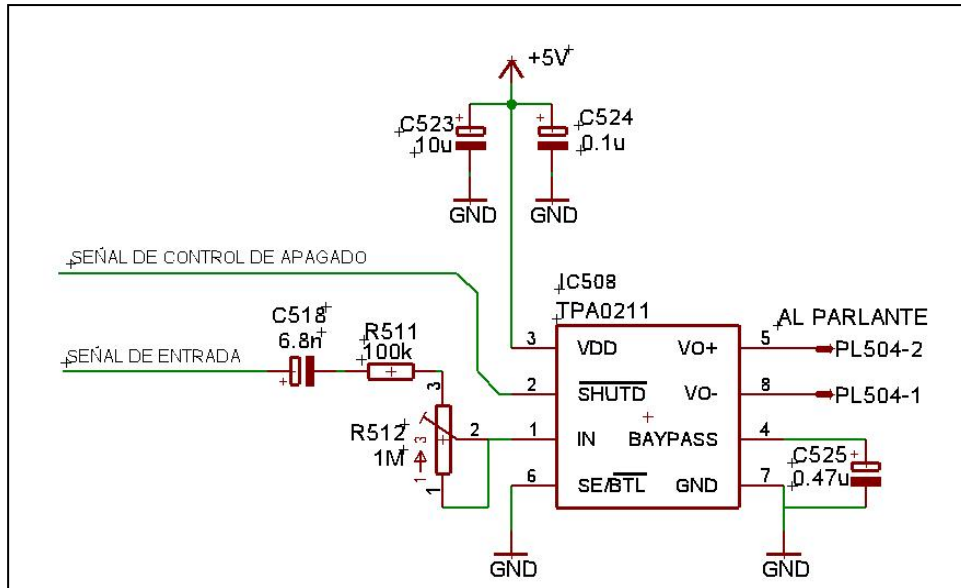 +5V
C523
10u
C524
0.1u
GND
GND
SEÑAL DE CONTROL DE APAGADO
IC508
TPA0211
C518
6.8n
R511
100k
SEÑAL DE ENTRADA
AL PARLANTE
3 VDD VO+ 5 PL504-2
2 SHUTD VO- 8 PL504-1
1 IN BAYPASS 4
6 SE/BTL GND 7
3
R512
1M
2
1 3
1
C525
0.47u
GND
GND